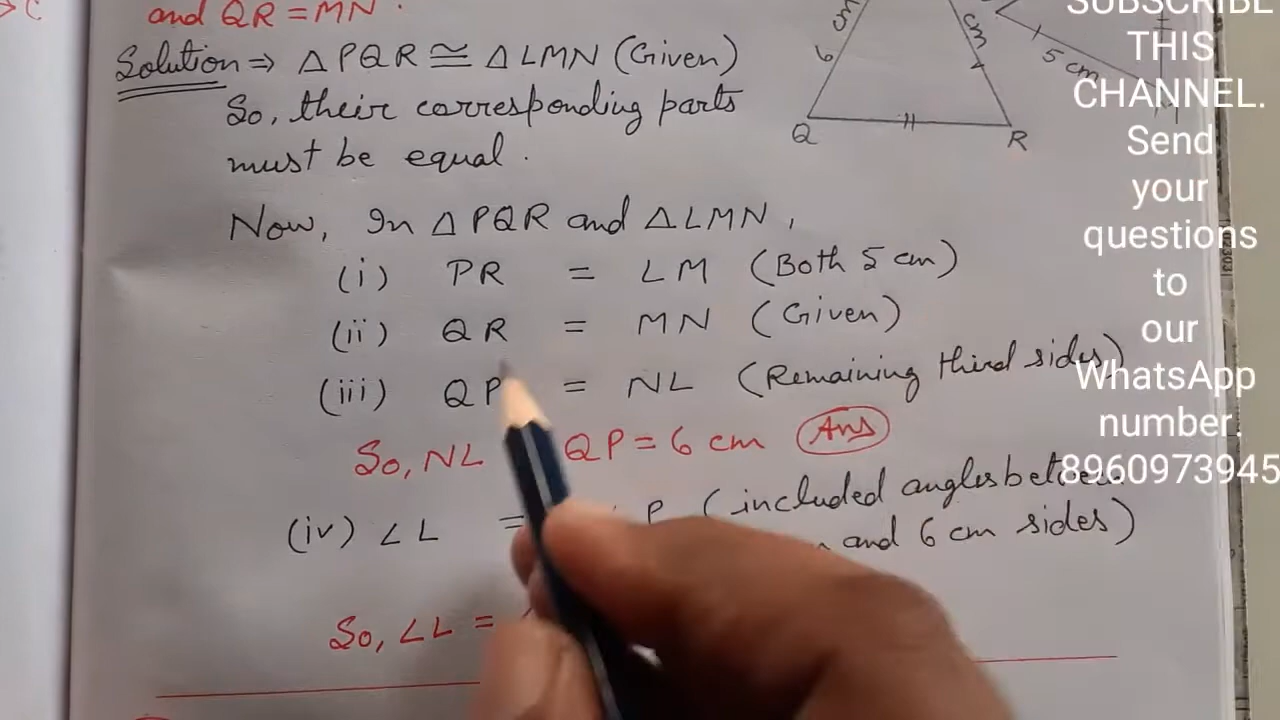 and QR = MN.
Solution ⇒ △PQR ≅ △LMN (Given)
So, their corresponding parts
must be equal.
Now, In △PQR and △LMN,
(i) PR = LM (Both 5 cm)
(ii) QR = MN (Given)
(iii) QP = NL (Remaining third sides)
So, NL QP = 6 cm Ans
(iv) ∠L = P (included angles between
and 6 cm sides)
So, ∠L =
6 cm
cm
5 cm
Q
R
SUBSCRIBE
THIS
CHANNEL.
Send
your
questions
to
our
WhatsApp
number.
8960973945